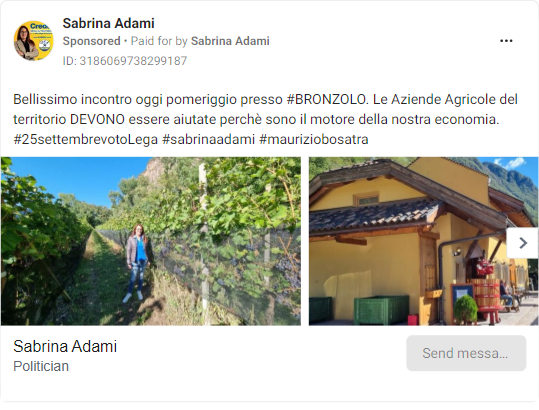 Sabrina Adami
Sponsored • Paid for by Sabrina Adami
ID: 3186069738299187
Bellissimo incontro oggi pomeriggio presso #BRONZOLO. Le Aziende Agricole del
territorio DEVONO essere aiutate perchè sono il motore della nostra economia.
#25settembrevotoLega #sabrinaadami #mauriziobosatra
Sabrina Adami
Politician
Send messa...